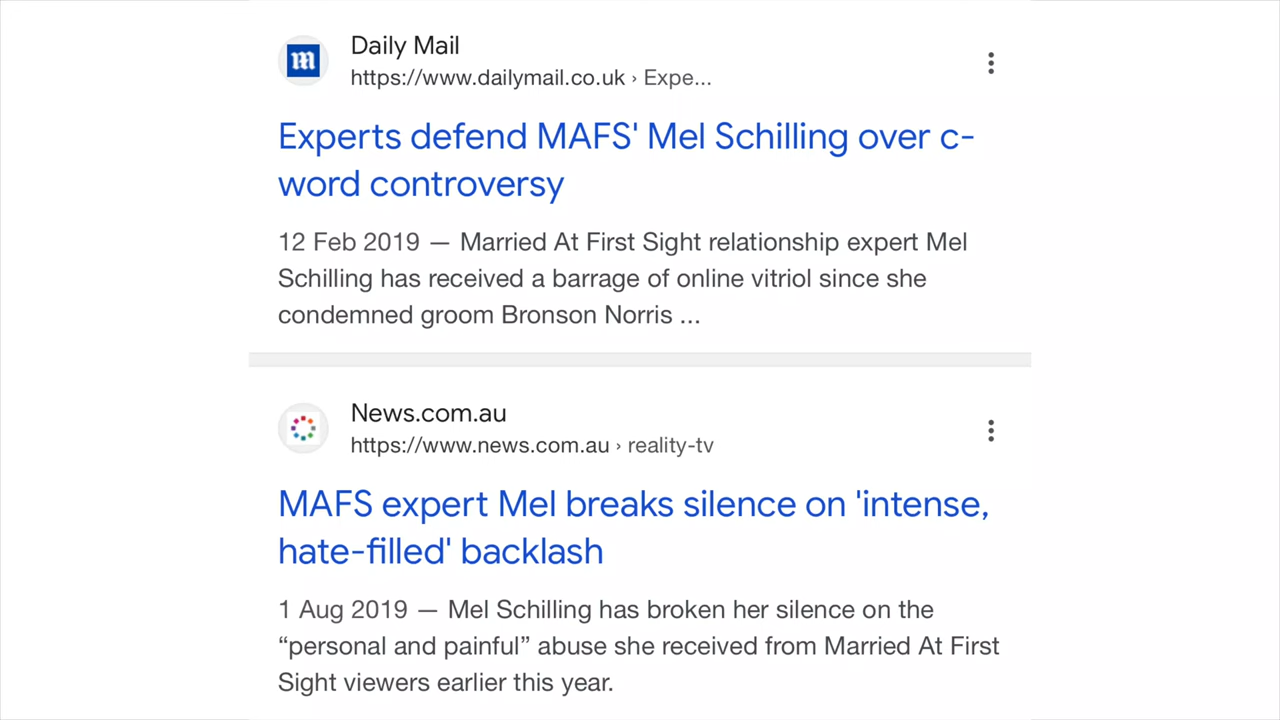 Daily Mail
https://www.dailymail.co.uk › Expe...
Experts defend MAFS' Mel Schilling over c-
word controversy
12 Feb 2019 — Married At First Sight relationship expert Mel
Schilling has received a barrage of online vitriol since she
condemned groom Bronson Norris ...
News.com.au
https://www.news.com.au › reality-tv
MAFS expert Mel breaks silence on 'intense,
hate-filled' backlash
1 Aug 2019 — Mel Schilling has broken her silence on the
“personal and painful” abuse she received from Married At First
Sight viewers earlier this year.